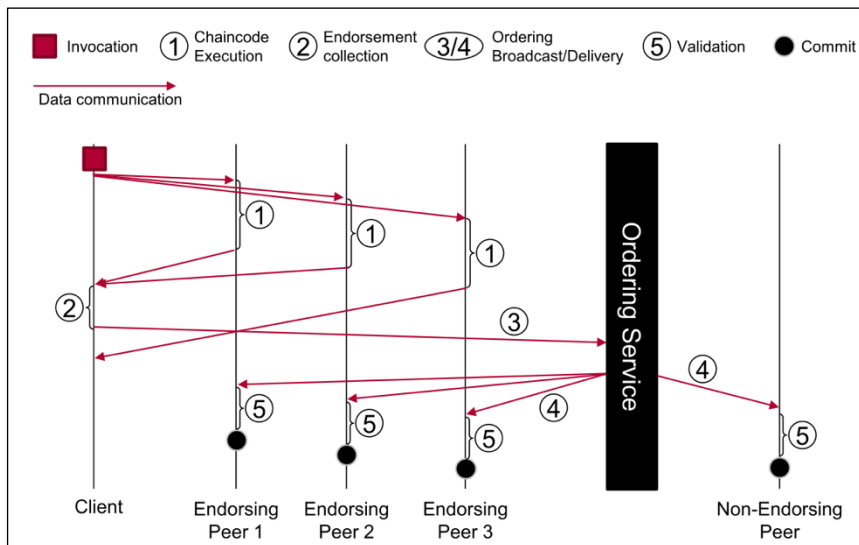 Invocation
1
Chaincode
Execution
2
Endorsement
collection
3/4
Ordering
Broadcast/Delivery
5
Validation
Commit
Data communication
1
1
1
2
3
4
4
5
5
5
5
Ordering Service
Client
Endorsing
Peer 1
Endorsing
Peer 2
Endorsing
Peer 3
Non-Endorsing
Peer